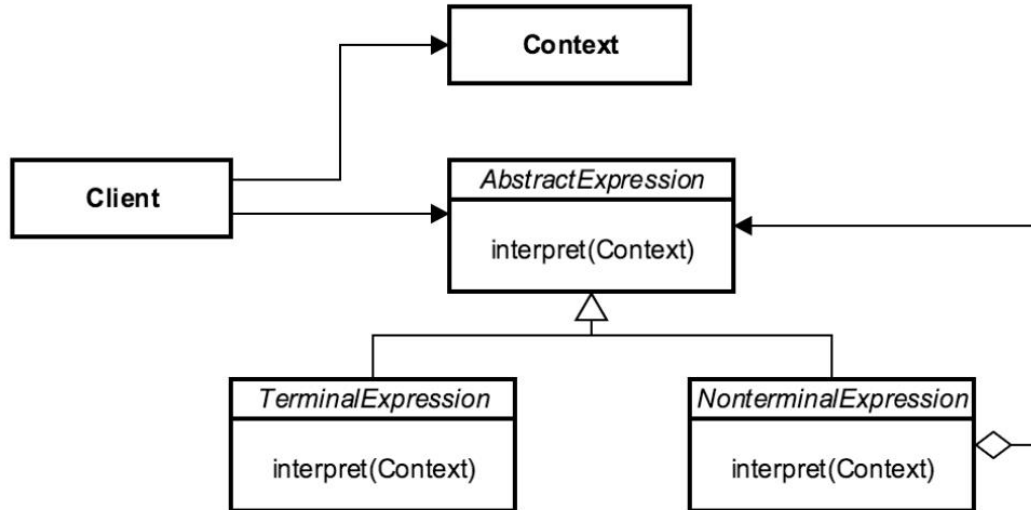 Context
Client
AbstractExpression
interpret(Context)
TerminalExpression
interpret(Context)
NonterminalExpression
interpret(Context)